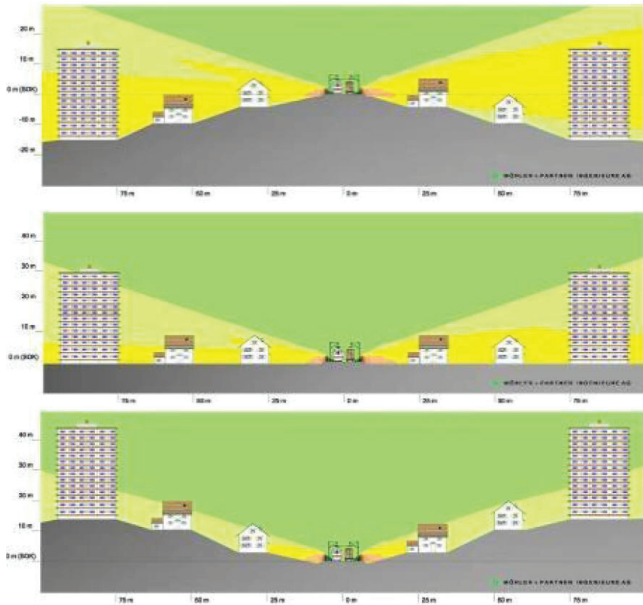 20 m
10 m
0 m (SOK)
-10 m
-20 m
MÖHLER + PARTNER INGENIEURE AG
75 m 50 m 25 m 0 m 25 m 50 m 75 m
40 m
30 m
20 m
10 m
0 m (SOK)
MÖHLER + PARTNER INGENIEURE AG
75 m 50 m 25 m 0 m 25 m 50 m 75 m
40 m
30 m
20 m
10 m
0 m (SOK)
MÖHLER + PARTNER INGENIEURE AG
75 m 50 m 25 m 0 m 25 m 50 m 75 m